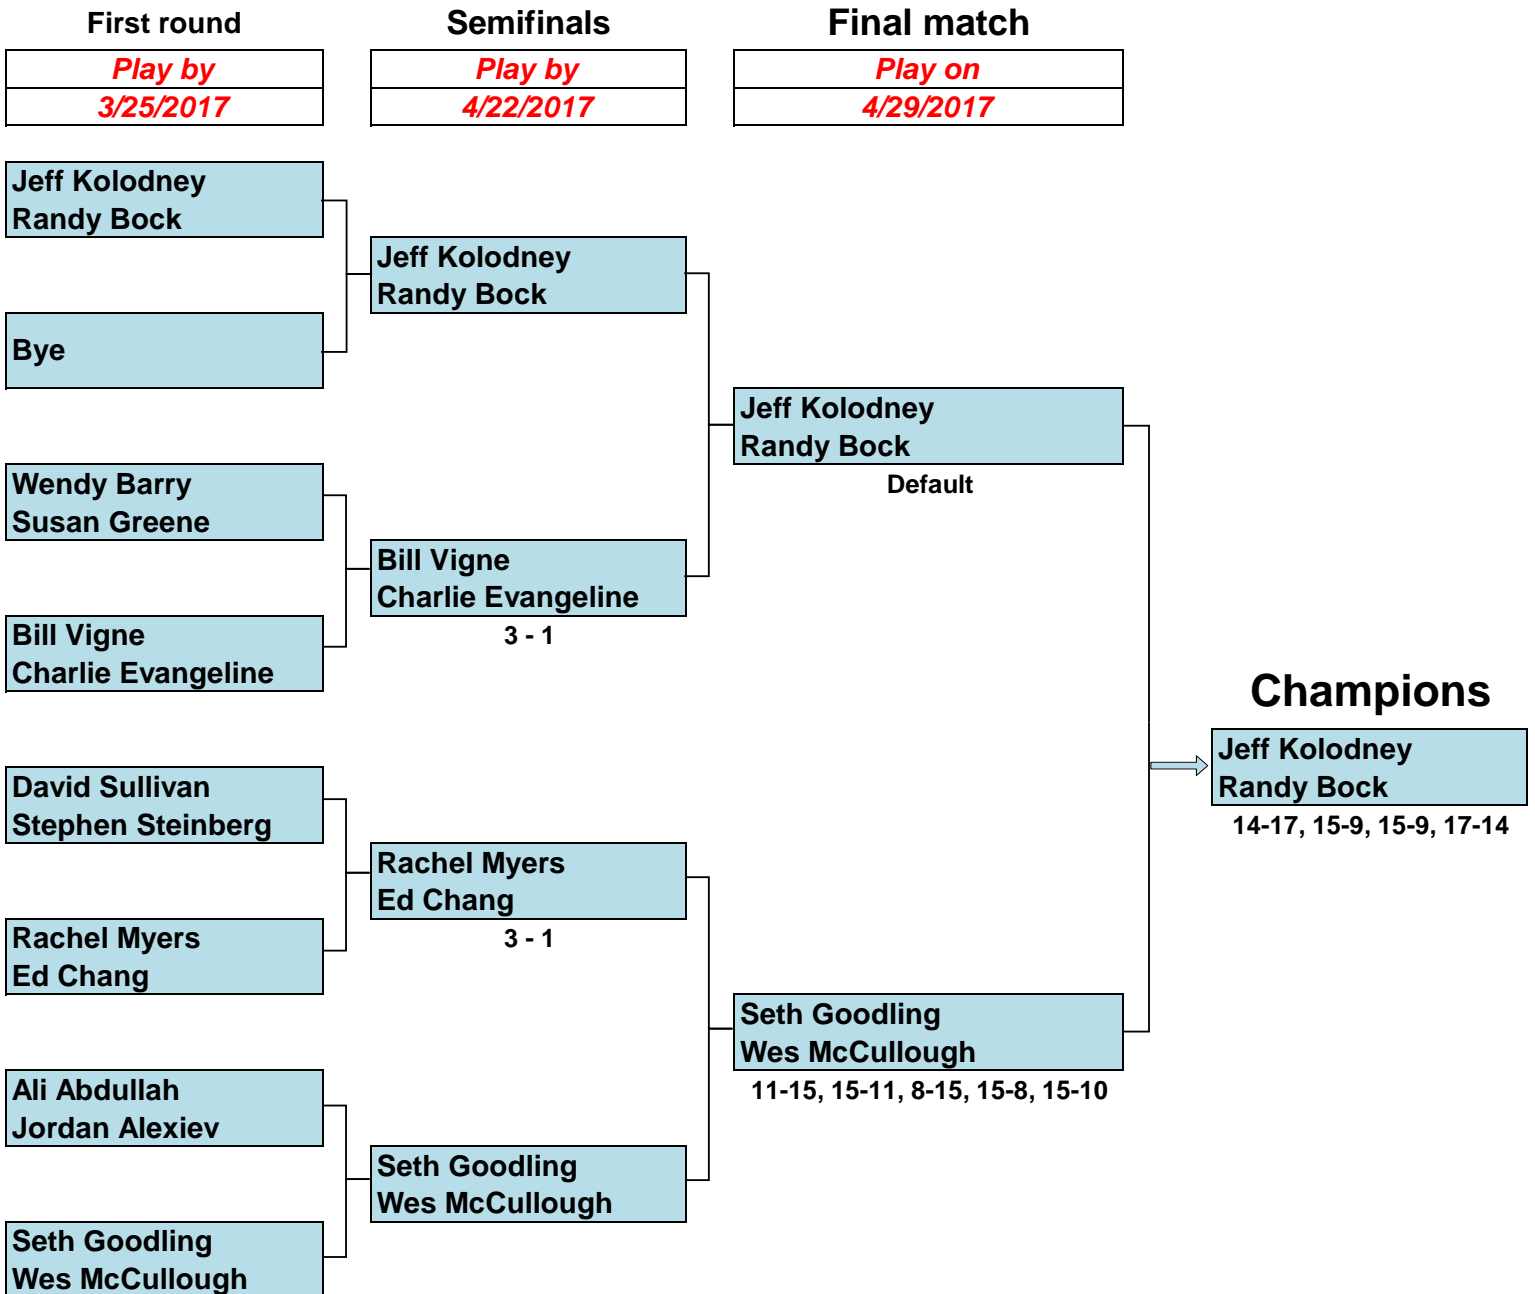 First round
Semifinals
Final match
Play by
Play by
Play on
3/25/2017
4/22/2017
4/29/2017
Jeff Kolodney
Randy Bock
Bye
Wendy Barry
Susan Greene
Bill Vigne
Charlie Evangeline
David Sullivan
Stephen Steinberg
Rachel Myers
Ed Chang
Ali Abdullah
Jordan Alexiev
Seth Goodling
Wes McCullough
Jeff Kolodney
Randy Bock
Bill Vigne
Charlie Evangeline
3 - 1
Rachel Myers
Ed Chang
3 - 1
Seth Goodling
Wes McCullough
Jeff Kolodney
Randy Bock
Default
Seth Goodling
Wes McCullough
11-15, 15-11, 8-15, 15-8, 15-10
Champions
Jeff Kolodney
Randy Bock
14-17, 15-9, 15-9, 17-14